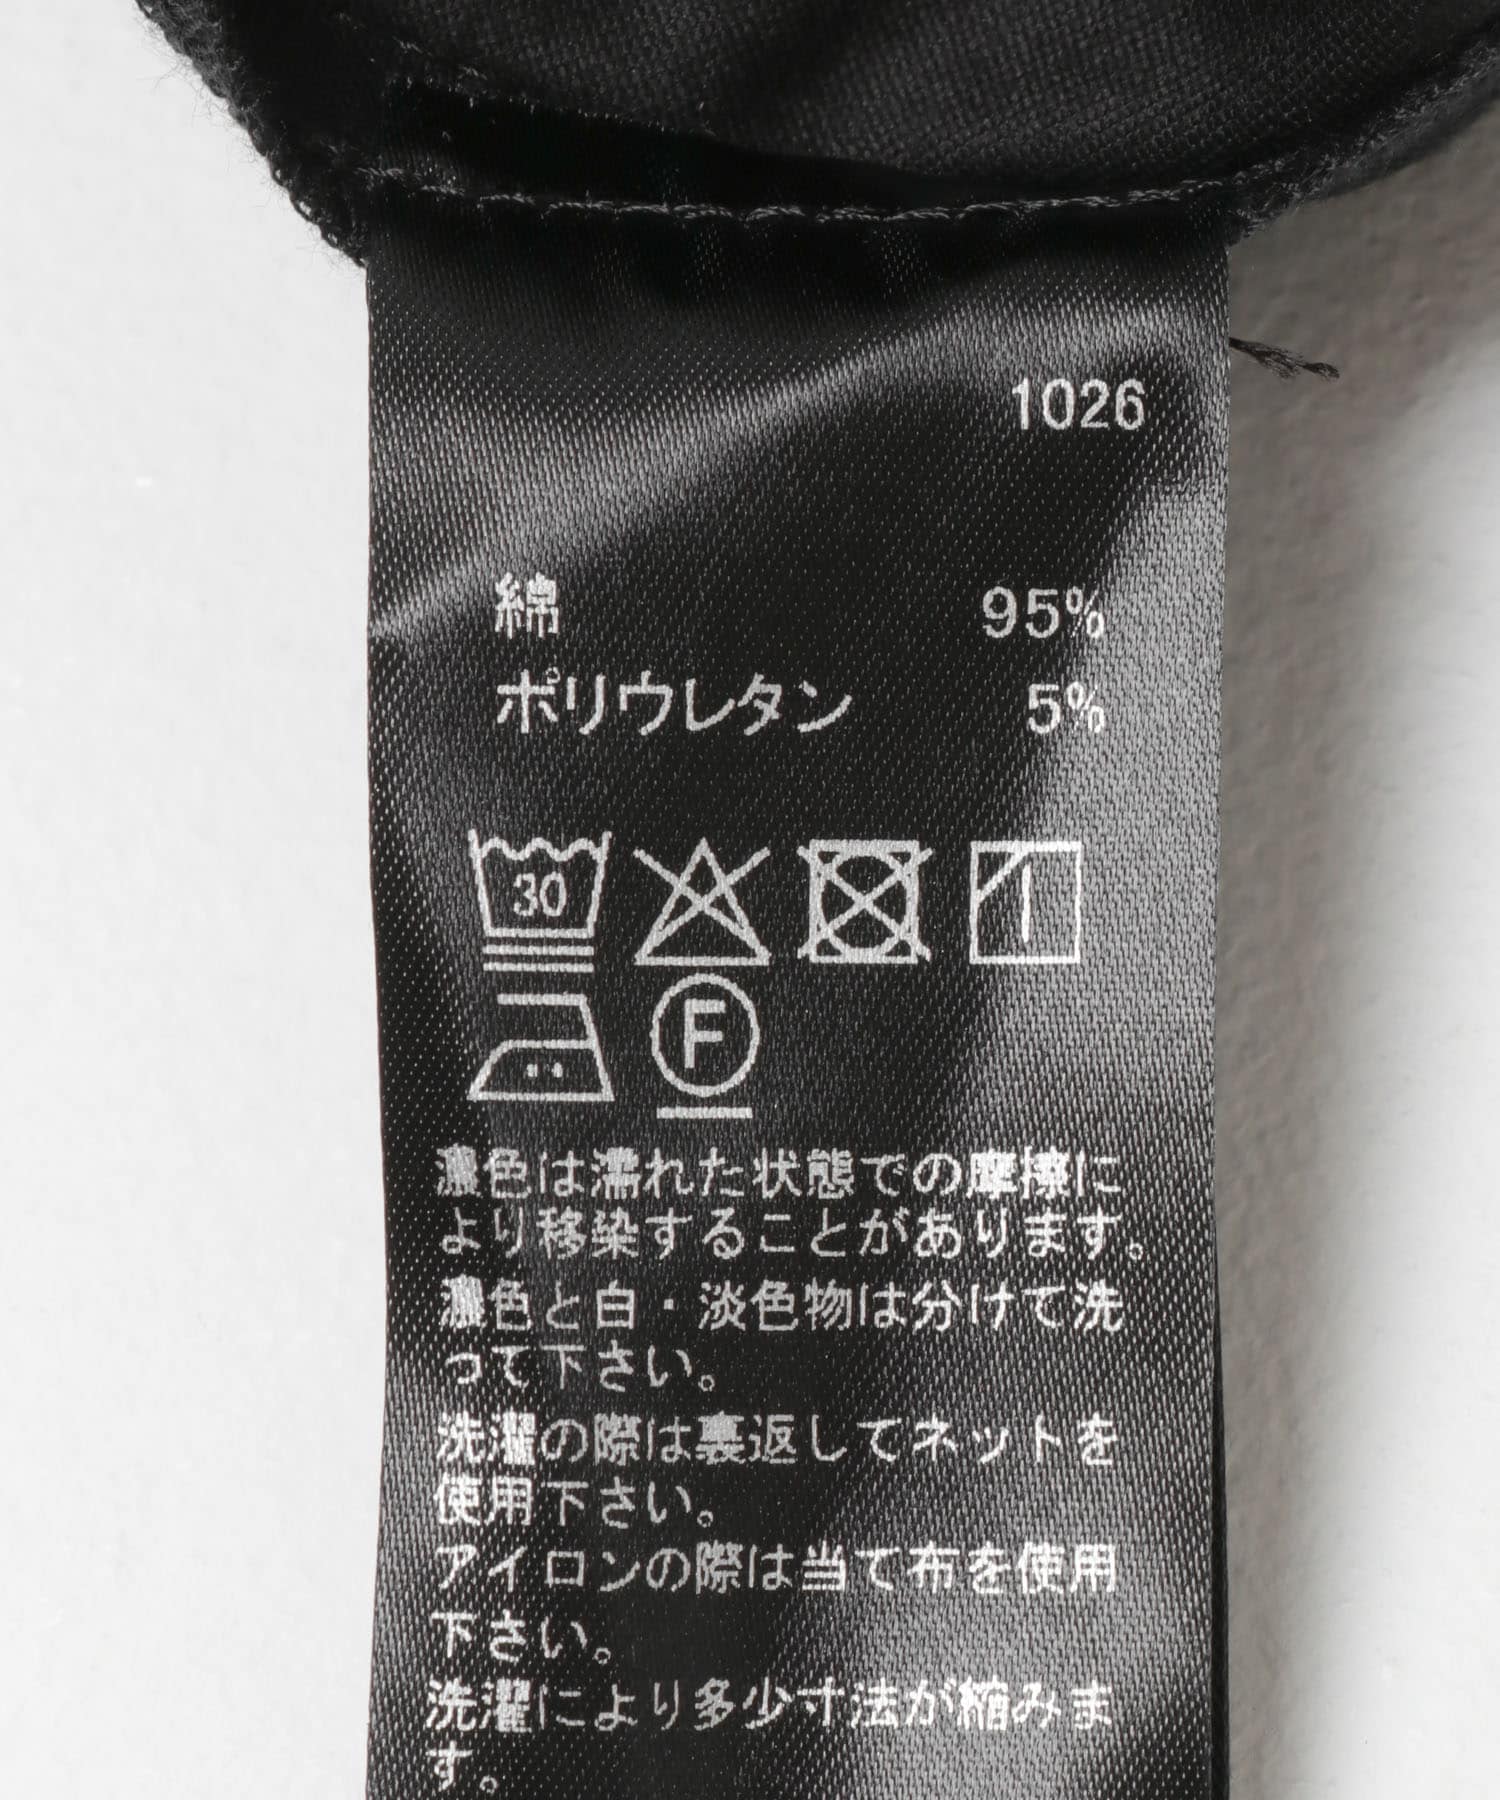 1026
綿 95%
ポリウレタン 5%
30
F
濃色は濡れた状態での摩擦に
より移染することがあります。
濃色と白・淡色物は分けて洗
って下さい。
洗濯の際は裏返してネットを
使用下さい。
アイロンの際は当て布を使用
下さい。
洗濯により多少寸法が縮みま
す。